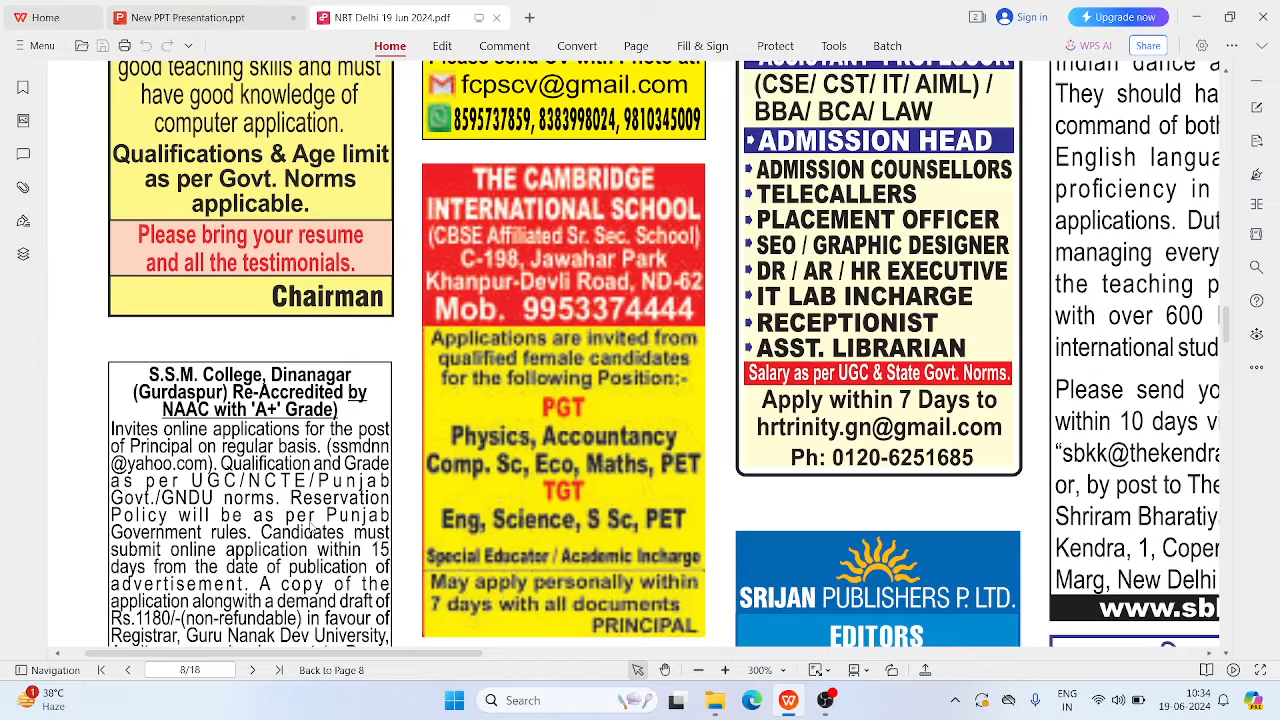 Home
New PPT Presentation.ppt
NBT Delhi 19 Jun 2024.pdf
Sign in
Upgrade now
Menu
Home
Edit
Comment
Convert
Page
Fill & Sign
Protect
Tools
Batch
WPS AI
Share
good teaching skills and must
have good knowledge of
computer application.
Qualifications & Age limit
as per Govt. Norms
applicable.
Please bring your resume
and all the testimonials.
Chairman
S.S.M. College, Dinanagar
(Gurdaspur) Re-Accredited by
NAAC with 'A+' Grade)
Invites online applications for the post
of Principal on regular basis. (ssmdnn
@yahoo.com). Qualification and Grade
as per UGC/NCTE/Punjab
Govt./GNDU norms. Reservation
Policy will be as per Punjab
Government rules. Candidates must
submit online application within 15
days from the date of publication of
advertisement. A copy of the
application alongwith a demand draft of
Rs.1180/-(non-refundable) in favour of
Registrar, Guru Nanak Dev University,
Please send CV with Photo at:
fcpscv@gmail.com
8595737859, 8383998024, 9810345009
THE CAMBRIDGE
INTERNATIONAL SCHOOL
(CBSE Affiliated Sr. Sec. School)
C-198, Jawahar Park
Khanpur-Devli Road, ND-62
Mob. 9953374444
Applications are invited from
qualified female candidates
for the following Position:-
PGT
Physics, Accountancy
Comp. Sc, Eco, Maths, PET
TGT
Eng, Science, S Sc, PET
Special Educator / Academic Incharge
May apply personally within
7 days with all documents
PRINCIPAL
ASSISTANT PROFESSOR
(CSE/ CST/ IT/ AIML) /
BBA/ BCA/ LAW
ADMISSION HEAD
ADMISSION COUNSELLORS
TELECALLERS
PLACEMENT OFFICER
SEO / GRAPHIC DESIGNER
DR / AR / HR EXECUTIVE
IT LAB INCHARGE
RECEPTIONIST
ASST. LIBRARIAN
Salary as per UGC & State Govt. Norms.
Apply within 7 Days to
hrtrinity.gn@gmail.com
Ph: 0120-6251685
SRIJAN PUBLISHERS P. LTD.
EDITORS
Indian dance a
They should ha
command of both
English langua
proficiency in
applications. Dut
managing every
the teaching p
with over 600
international stud
Please send yo
within 10 days vi
“sbkk@thekendra
or, by post to The
Shriram Bharatiy
Kendra, 1, Coper
Marg, New Delhi
www.sbl
Navigation
8/18
Back to Page 8
300%
1
38°C
Haze
Search
ENG
IN
10:34
19-06-2024